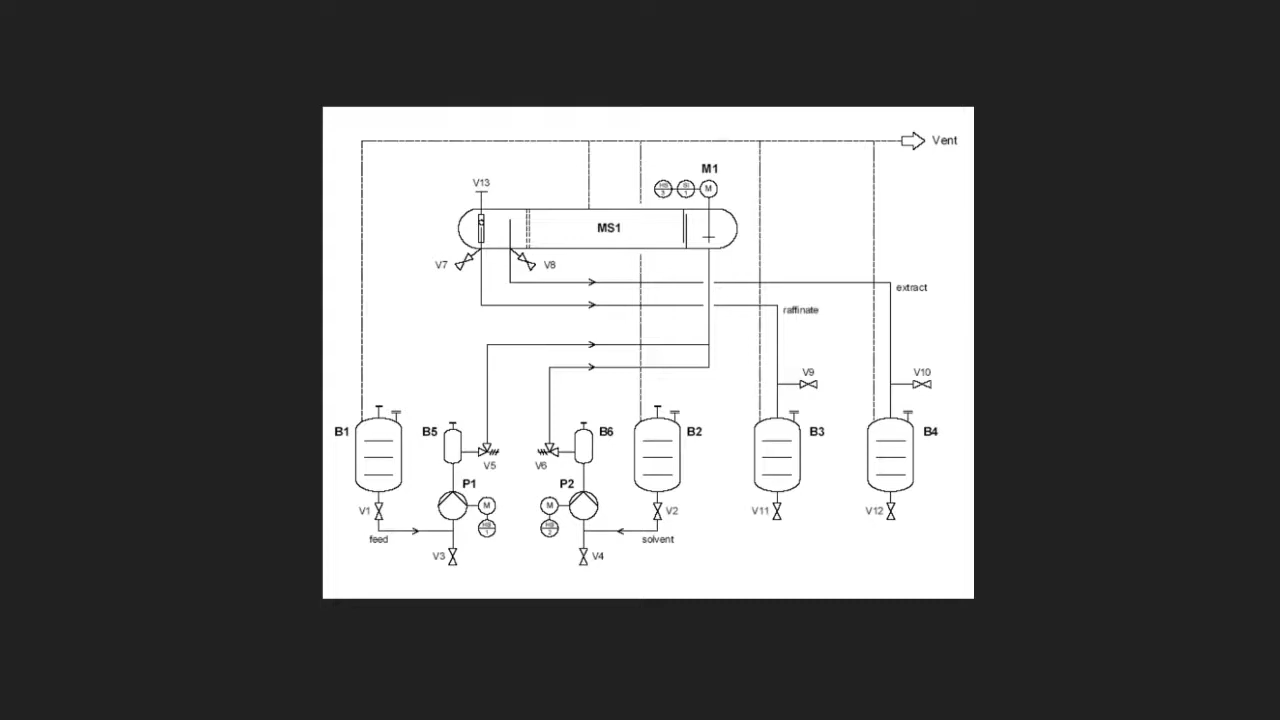 Vent
M1
V13
M
MS1
V7
V8
extract
raffinate
V9
V10
B1
B5
B6
B2
B3
B4
V5
V6
P1
P2
M
M
V1
V2
V11
V12
feed
solvent
V3
V4